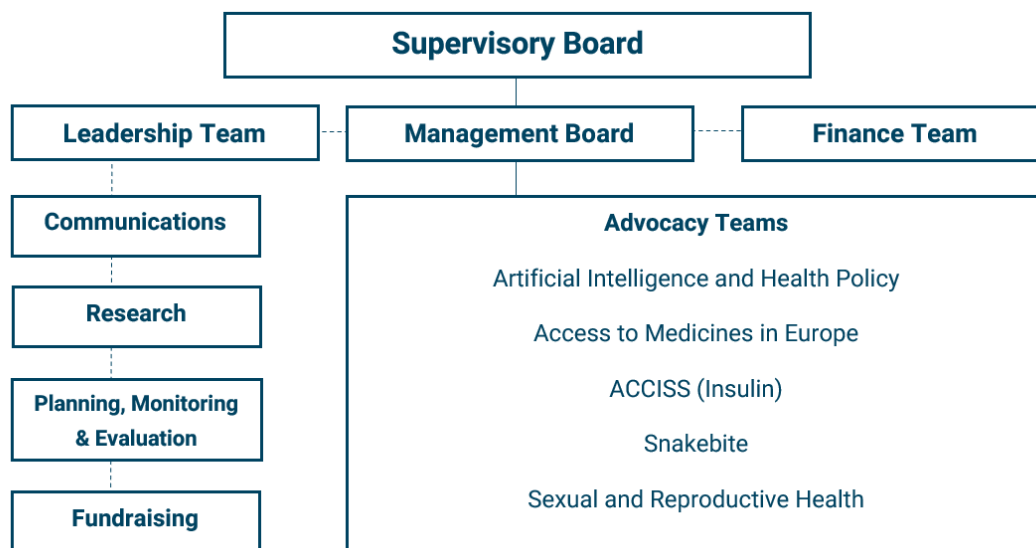 Supervisory Board
Leadership Team
Management Board
Finance Team
Communications
Research
Planning, Monitoring
& Evaluation
Fundraising
Advocacy Teams
Artificial Intelligence and Health Policy
Access to Medicines in Europe
ACCISS (Insulin)
Snakebite
Sexual and Reproductive Health